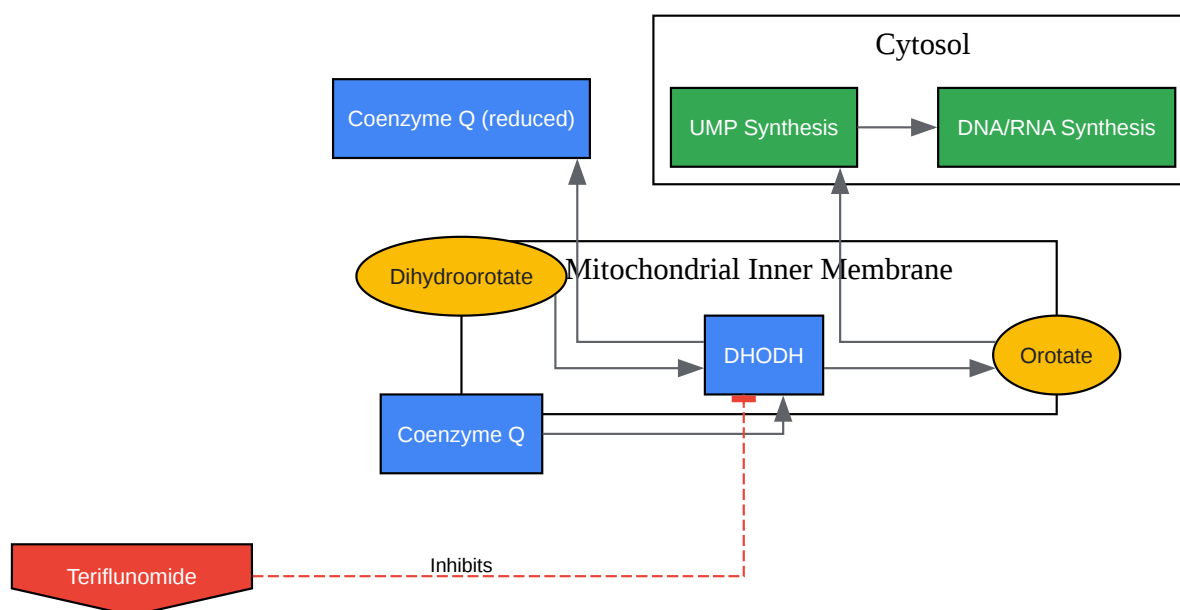 Cytosol
Coenzyme Q (reduced)
UMP Synthesis
DNA/RNA Synthesis
Mitochondrial Inner Membrane
Dihydroorotate
DHODH
Orotate
Coenzyme Q
Inhibits
Teriflunomide